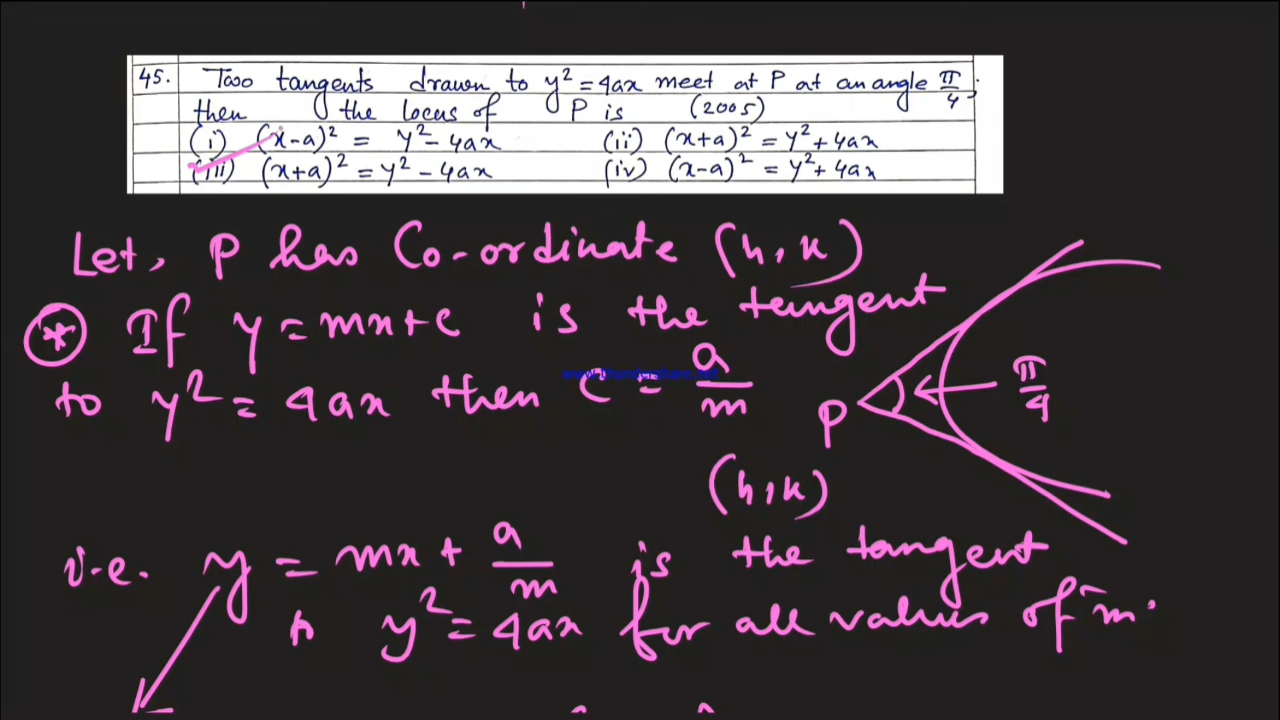 45. Two tangents drawn to y² = 4ax meet at P at an angle π/4,
then the locus of P is (2005)
(i) (x-a)² = y² - 4ax (ii) (x+a)² = y² + 4ax
(iii) (x+a)² = y² - 4ax (iv) (x-a)² = y² + 4ax
Let, P has Co-ordinate (h,k)
* If y = mx+c is the tangent
to y² = 4ax then c = a/m
www.thundershare.net
P
π/4
(h,k)
i.e. y = mx + a/m is the tangent
to y² = 4ax for all values of m.